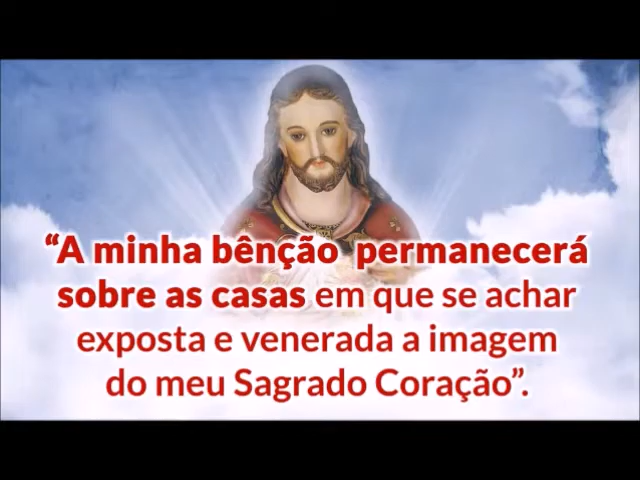 “A minha bênção permanecerá
sobre as casas em que se achar
exposta e venerada a imagem
do meu Sagrado Coração”.